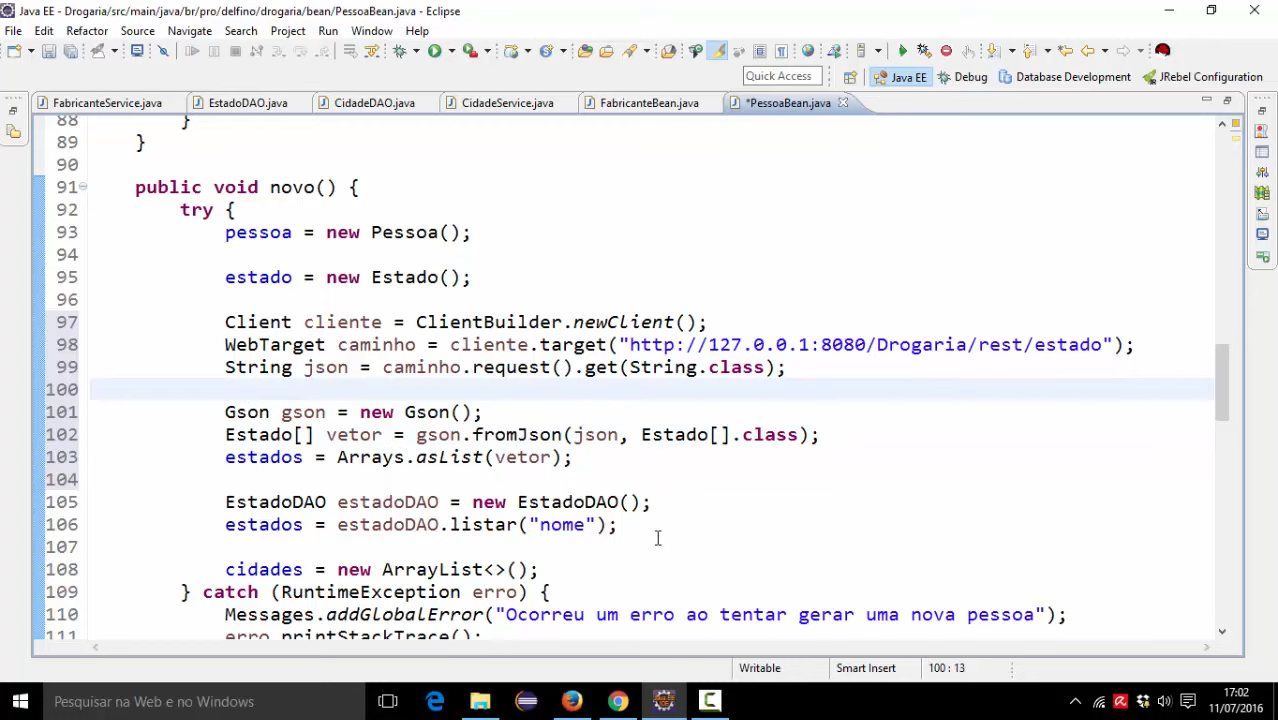 Java EE - Drogaria/src/main/java/br/pro/delfino/drogaria/bean/PessoaBean.java - Eclipse
File Edit Refactor Source Navigate Search Project Run Window Help
Quick Access
Java EE Debug Database Development JRebel Configuration
FabricanteService.java EstadoDAO.java CidadeDAO.java CidadeService.java FabricanteBean.java *PessoaBean.java
88 }
89 }
90
91 public void novo() {
92 try {
93 pessoa = new Pessoa();
94
95 estado = new Estado();
96
97 Client cliente = ClientBuilder.newClient();
98 WebTarget caminho = cliente.target("http://127.0.0.1:8080/Drogaria/rest/estado");
99 String json = caminho.request().get(String.class);
100
101 Gson gson = new Gson();
102 Estado[] vetor = gson.fromJson(json, Estado[].class);
103 estados = Arrays.asList(vetor);
104
105 EstadoDAO estadoDAO = new EstadoDAO();
106 estados = estadoDAO.listar("nome");
107
108 cidades = new ArrayList<>();
109 } catch (RuntimeException erro) {
110 Messages.addGlobalError("Ocorreu um erro ao tentar gerar uma nova pessoa");
111 erro.printStackTrace();
Writable Smart Insert 100 : 13
Pesquisar na Web e no Windows
17:02
11/07/2016